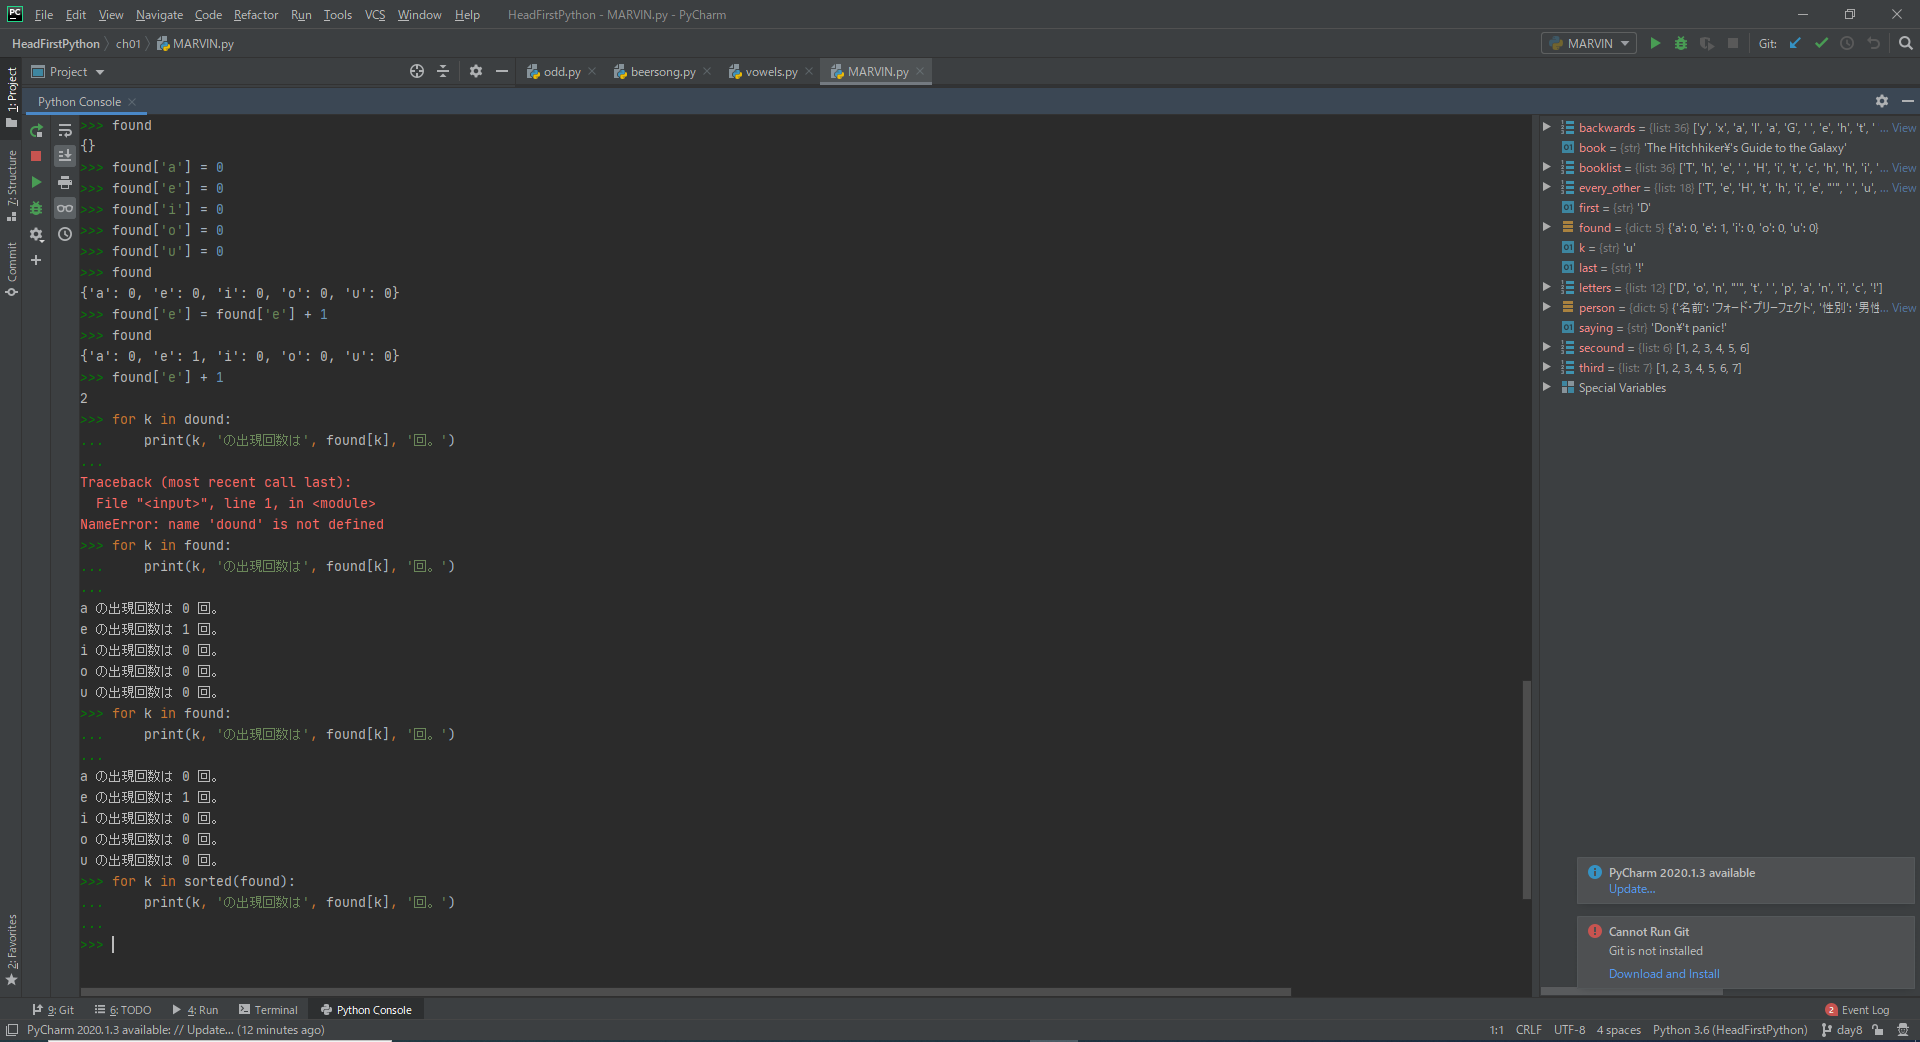 File Edit View Navigate Code Refactor Run Tools VCS Window Help HeadFirstPython - MARVIN.py - PyCharm
HeadFirstPython ch01 MARVIN.py
MARVIN Git:
Project odd.py beersong.py vowels.py MARVIN.py
Python Console
1: Project
7: Structure
Commit
2: Favorites
>>> found
{}
>>> found['a'] = 0
>>> found['e'] = 0
>>> found['i'] = 0
>>> found['o'] = 0
>>> found['u'] = 0
>>> found
{'a': 0, 'e': 0, 'i': 0, 'o': 0, 'u': 0}
>>> found['e'] = found['e'] + 1
>>> found
{'a': 0, 'e': 1, 'i': 0, 'o': 0, 'u': 0}
>>> found['e'] + 1
2
>>> for k in dound:
...     print(k, 'の出現回数は', found[k], '回。')
...
Traceback (most recent call last):
  File "<input>", line 1, in <module>
NameError: name 'dound' is not defined
>>> for k in found:
...     print(k, 'の出現回数は', found[k], '回。')
...
a の出現回数は 0 回。
e の出現回数は 1 回。
i の出現回数は 0 回。
o の出現回数は 0 回。
u の出現回数は 0 回。
>>> for k in found:
...     print(k, 'の出現回数は', found[k], '回。')
...
a の出現回数は 0 回。
e の出現回数は 1 回。
i の出現回数は 0 回。
o の出現回数は 0 回。
u の出現回数は 0 回。
>>> for k in sorted(found):
...     print(k, 'の出現回数は', found[k], '回。')
...
>>>
backwards = {list: 36} ['y', 'x', 'a', 'l', 'a', 'G', ' ', 'e', 'h', 't', ' ... View
book = {str} 'The Hitchhiker¥'s Guide to the Galaxy'
booklist = {list: 36} ['T', 'h', 'e', ' ', 'H', 'i', 't', 'c', 'h', 'h', 'i', '... View
every_other = {list: 18} ['T', 'e', 'H', 't', 'h', 'i', 'e', "'", ' ', 'u', ... View
first = {str} 'D'
found = {dict: 5} {'a': 0, 'e': 1, 'i': 0, 'o': 0, 'u': 0}
k = {str} 'u'
last = {str} '!'
letters = {list: 12} ['D', 'o', 'n', "'", 't', ' ', 'p', 'a', 'n', 'i', 'c', '!']
person = {dict: 5} {'名前': 'フォード・プリーフェクト', '性別': '男性... View
saying = {str} 'Don¥'t panic!'
secound = {list: 6} [1, 2, 3, 4, 5, 6]
third = {list: 7} [1, 2, 3, 4, 5, 6, 7]
Special Variables
PyCharm 2020.1.3 available
Update...
Cannot Run Git
Git is not installed
Download and Install
9: Git 6: TODO 4: Run Terminal Python Console 2 Event Log
PyCharm 2020.1.3 available: // Update... (12 minutes ago) 1:1 CRLF UTF-8 4 spaces Python 3.6 (HeadFirstPython) day8